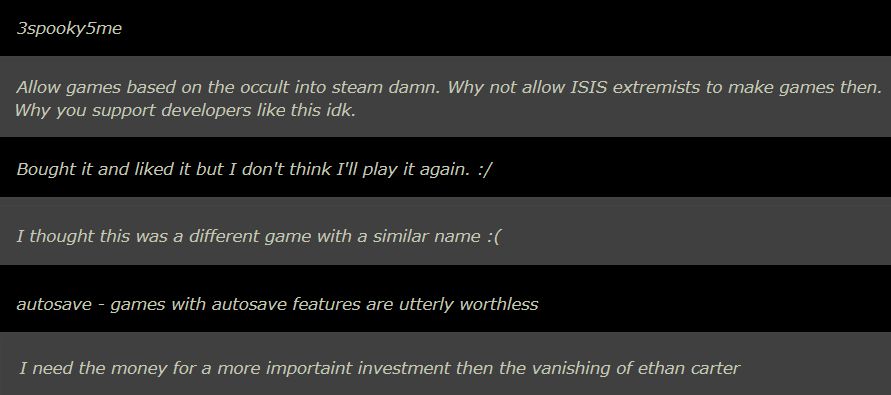 3spooky5me
Allow games based on the occult into steam damn. Why not allow ISIS extremists to make games then.
Why you support developers like this idk.
Bought it and liked it but I don't think I'll play it again. :/
I thought this was a different game with a similar name :(
autosave - games with autosave features are utterly worthless
I need the money for a more importaint investment then the vanishing of ethan carter